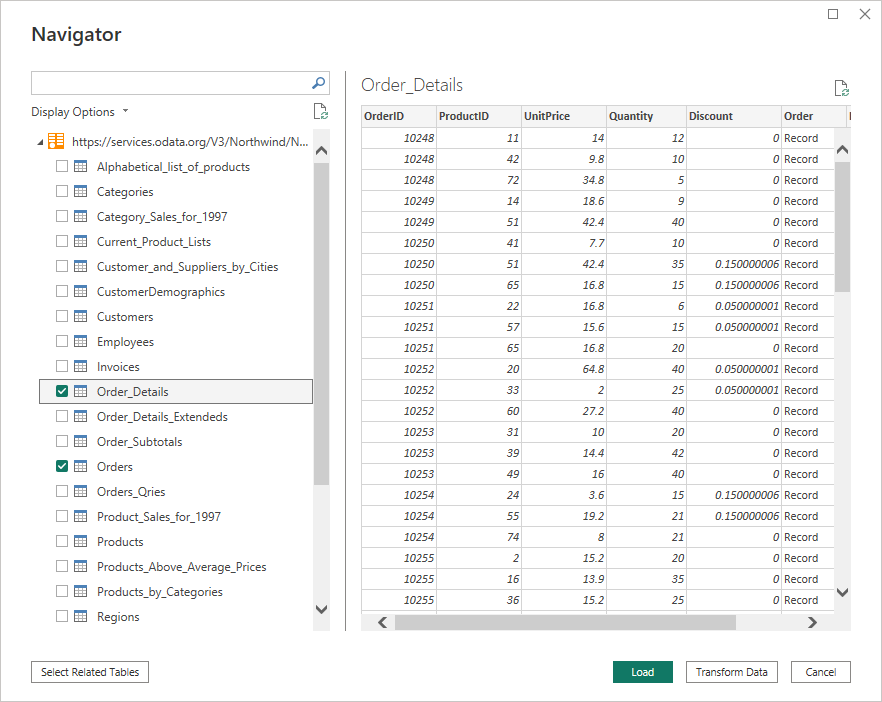 Navigator
Display Options
https://services.odata.org/V3/Northwind/N...
Alphabetical_list_of_products
Categories
Category_Sales_for_1997
Current_Product_Lists
Customer_and_Suppliers_by_Cities
CustomerDemographics
Customers
Employees
Invoices
Order_Details
Order_Details_Extendeds
Order_Subtotals
Orders
Orders_Qries
Product_Sales_for_1997
Products
Products_Above_Average_Prices
Products_by_Categories
Regions
Order_Details
OrderID ProductID UnitPrice Quantity Discount Order
10248 11 14 12 0 Record
10248 42 9.8 10 0 Record
10248 72 34.8 5 0 Record
10249 14 18.6 9 0 Record
10249 51 42.4 40 0 Record
10250 41 7.7 10 0 Record
10250 51 42.4 35 0.150000006 Record
10250 65 16.8 15 0.150000006 Record
10251 22 16.8 6 0.050000001 Record
10251 57 15.6 15 0.050000001 Record
10251 65 16.8 20 0 Record
10252 20 64.8 40 0.050000001 Record
10252 33 2 25 0.050000001 Record
10252 60 27.2 40 0 Record
10253 31 10 20 0 Record
10253 39 14.4 42 0 Record
10253 49 16 40 0 Record
10254 24 3.6 15 0.150000006 Record
10254 55 19.2 21 0.150000006 Record
10254 74 8 21 0 Record
10255 2 15.2 20 0 Record
10255 16 13.9 35 0 Record
10255 36 15.2 25 0 Record
Select Related Tables
Load
Transform Data
Cancel